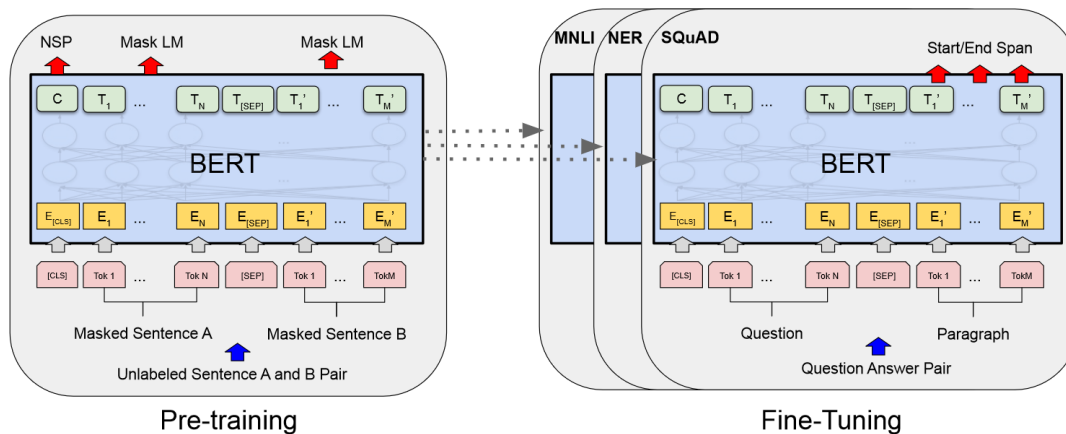 NSP Mask LM Mask LM
C T1 ... TN T[SEP] T1' ... TM'
BERT
E[CLS] E1 ... EN E[SEP] E1' ... EM'
[CLS] Tok 1 ... Tok N [SEP] Tok 1 ... TokM
Masked Sentence A Masked Sentence B
Unlabeled Sentence A and B Pair
Pre-training
MNLI NER SQuAD
Start/End Span
C T1 ... TN T[SEP] T1' ... TM'
BERT
E[CLS] E1 ... EN E[SEP] E1' ... EM'
[CLS] Tok 1 ... Tok N [SEP] Tok 1 ... TokM
Question Paragraph
Question Answer Pair
Fine-Tuning